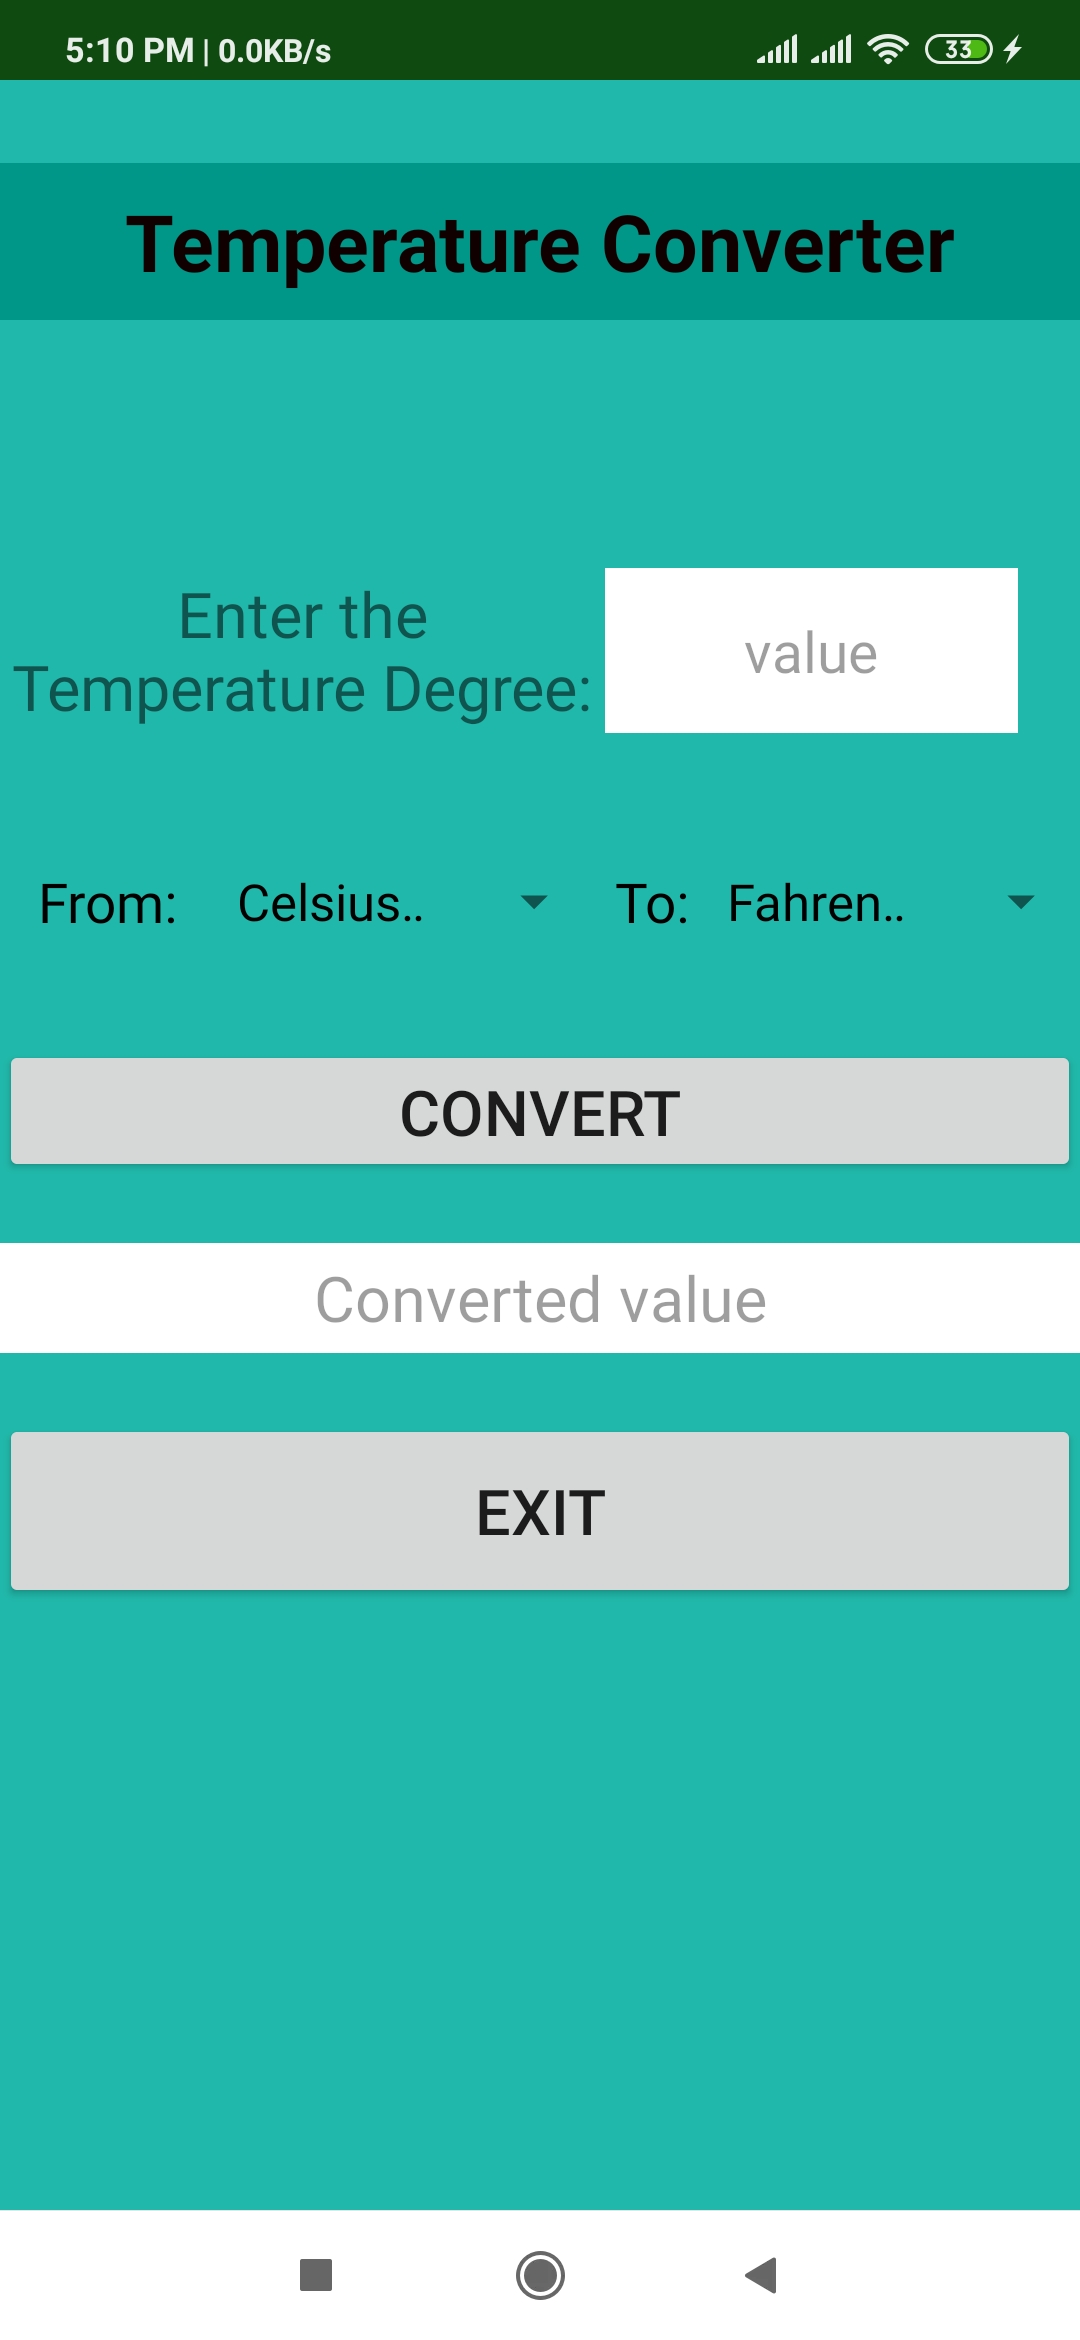 5:10 PM | 0.0KB/s 33
Temperature Converter
Enter the
Temperature Degree:
value
From: Celsius.. To: Fahren..
CONVERT
Converted value
EXIT